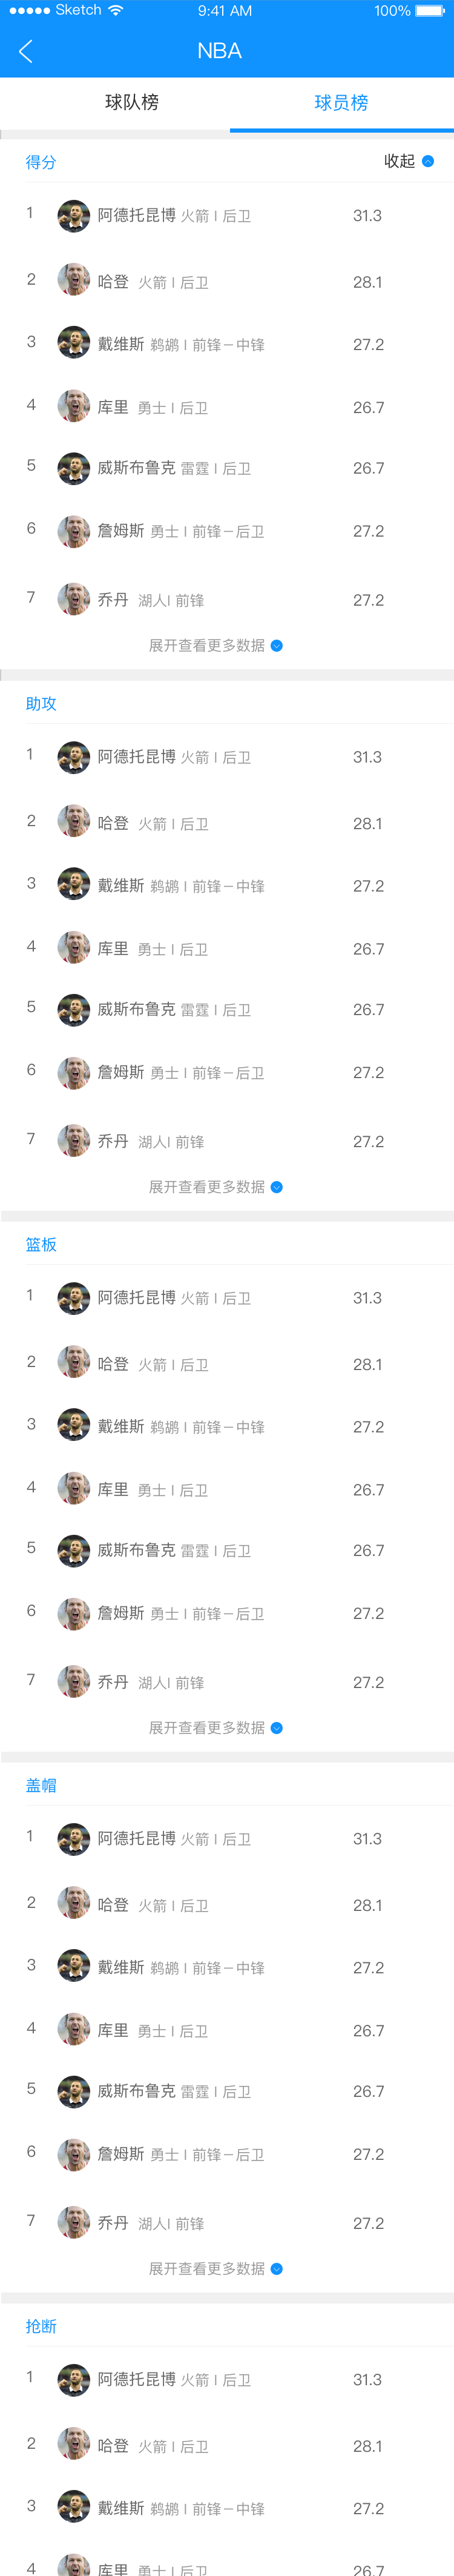 Sketch 9:41 AM 100%
NBA
球队榜 球员榜
得分 收起
1 阿德托昆博 火箭 | 后卫 31.3
2 哈登 火箭 | 后卫 28.1
3 戴维斯 鹈鹕 | 前锋－中锋 27.2
4 库里 勇士 | 后卫 26.7
5 威斯布鲁克 雷霆 | 后卫 26.7
6 詹姆斯 勇士 | 前锋－后卫 27.2
7 乔丹 湖人| 前锋 27.2
展开查看更多数据
助攻
1 阿德托昆博 火箭 | 后卫 31.3
2 哈登 火箭 | 后卫 28.1
3 戴维斯 鹈鹕 | 前锋－中锋 27.2
4 库里 勇士 | 后卫 26.7
5 威斯布鲁克 雷霆 | 后卫 26.7
6 詹姆斯 勇士 | 前锋－后卫 27.2
7 乔丹 湖人| 前锋 27.2
展开查看更多数据
篮板
1 阿德托昆博 火箭 | 后卫 31.3
2 哈登 火箭 | 后卫 28.1
3 戴维斯 鹈鹕 | 前锋－中锋 27.2
4 库里 勇士 | 后卫 26.7
5 威斯布鲁克 雷霆 | 后卫 26.7
6 詹姆斯 勇士 | 前锋－后卫 27.2
7 乔丹 湖人| 前锋 27.2
展开查看更多数据
盖帽
1 阿德托昆博 火箭 | 后卫 31.3
2 哈登 火箭 | 后卫 28.1
3 戴维斯 鹈鹕 | 前锋－中锋 27.2
4 库里 勇士 | 后卫 26.7
5 威斯布鲁克 雷霆 | 后卫 26.7
6 詹姆斯 勇士 | 前锋－后卫 27.2
7 乔丹 湖人| 前锋 27.2
展开查看更多数据
抢断
1 阿德托昆博 火箭 | 后卫 31.3
2 哈登 火箭 | 后卫 28.1
3 戴维斯 鹈鹕 | 前锋－中锋 27.2
4 库里 勇士 | 后卫 26.7